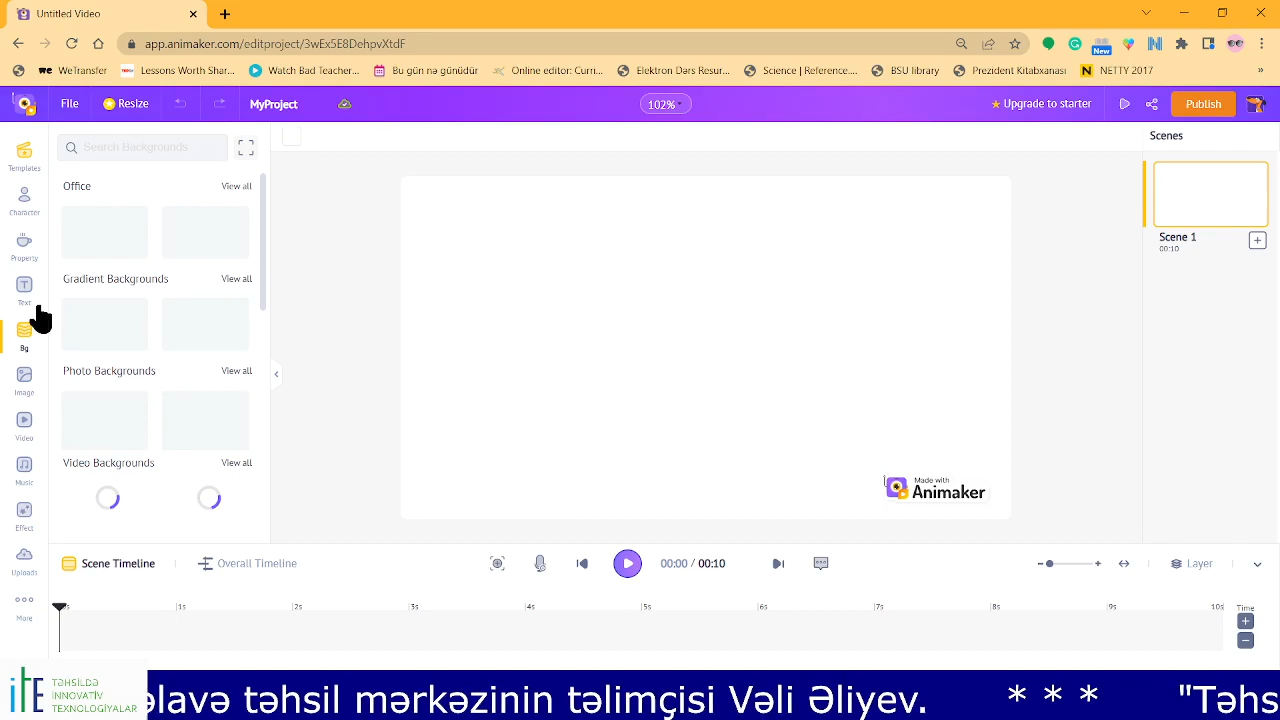 Untitled Video
app.animaker.com/editproject/3wEx5E8DehpvXtdF
New
WeTransfer
Lessons Worth Shar...
Watch Bad Teacher...
Bu gün nə günüdür
Online editor: Curri...
Elektron Dərs Resur...
Science | Reference...
BSU library
Prezident Kitabxanası
NETTY 2017
»
File
Resize
MyProject
102%
Upgrade to starter
Publish
Templates
Character
Property
Text
Bg
Image
Video
Music
Effect
Uploads
More
Search Backgrounds
Office
View all
Gradient Backgrounds
View all
Photo Backgrounds
View all
Video Backgrounds
View all
Made with
Animaker
Scenes
Scene 1
00:10
Scene Timeline
Overall Timeline
00:00 / 00:10
Layer
1s
2s
3s
4s
5s
6s
7s
8s
9s
10s
Time
TƏHSİLDƏ
İNNOVATİV
TEXNOLOGİYALAR
əlavə təhsil mərkəzinin təlimçisi Vəli Əliyev. * * * "Təhs